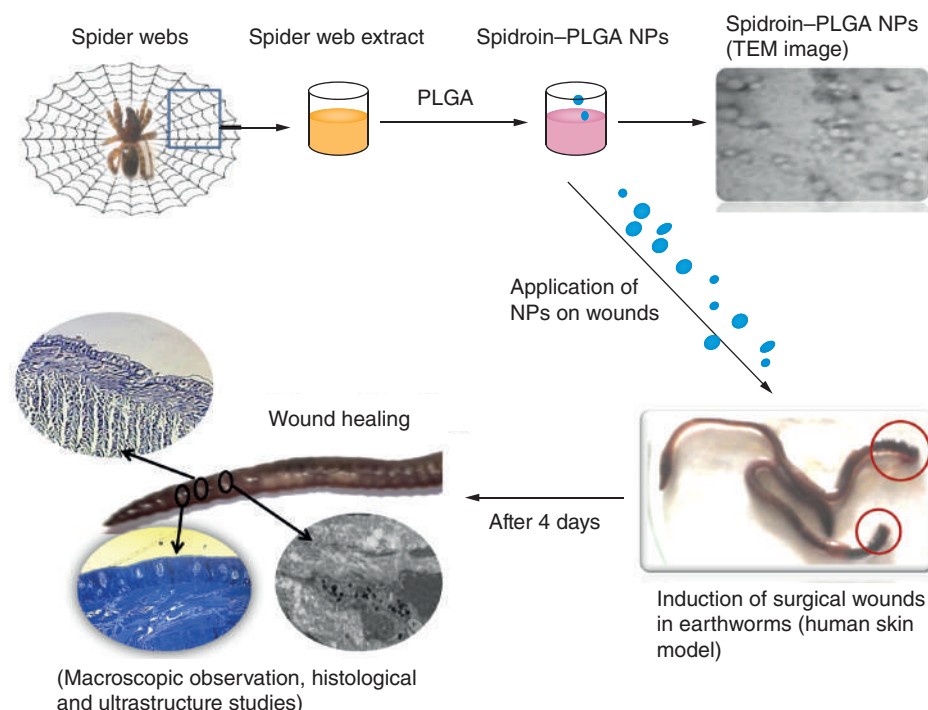 Spider webs
Spider web extract
Spidroin–PLGA NPs
Spidroin–PLGA NPs
(TEM image)
PLGA
Application of
NPs on wounds
Wound healing
After 4 days
Induction of surgical wounds
in earthworms (human skin
model)
(Macroscopic observation, histological
and ultrastructure studies)